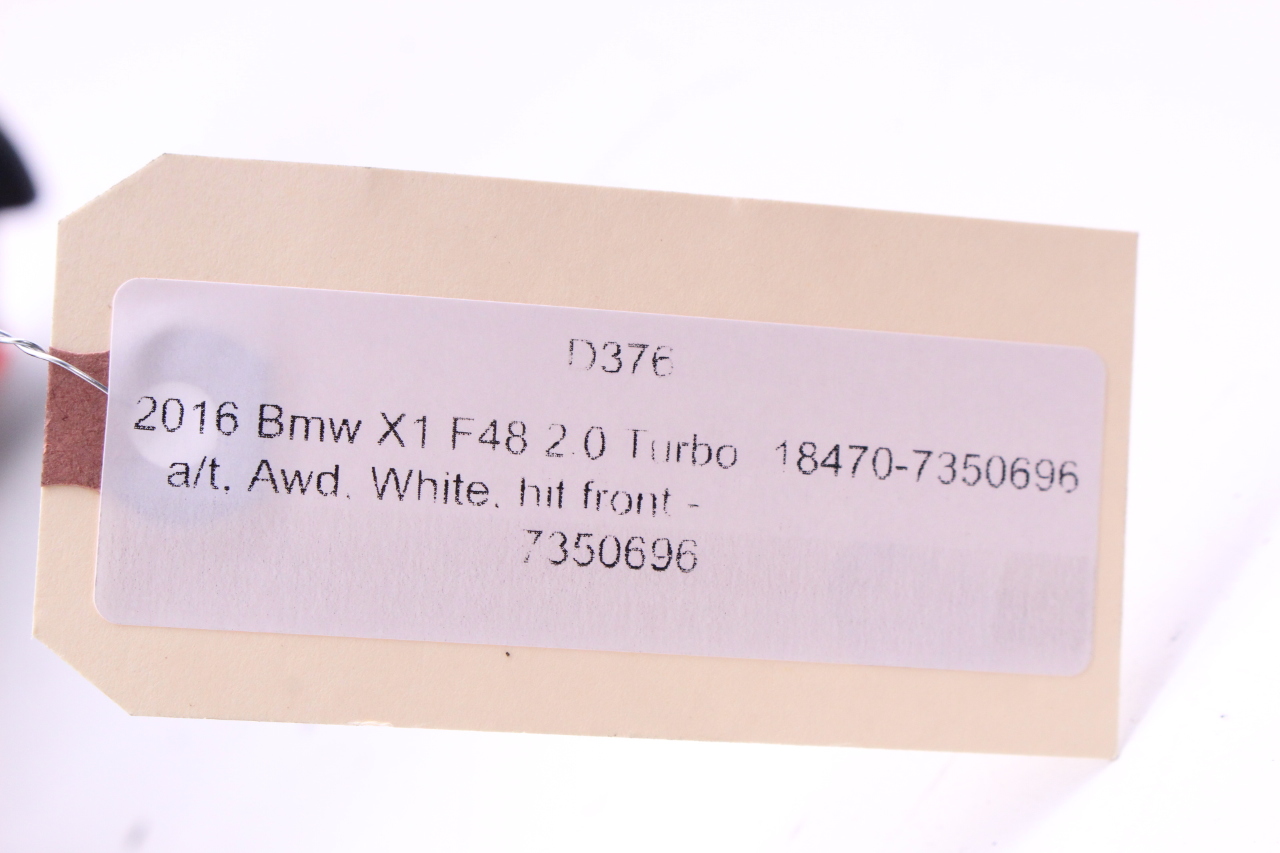 D376
2016 Bmw X1 F48 2.0 Turbo 18470-7350696
a/t. Awd. White. hit front -
7350696